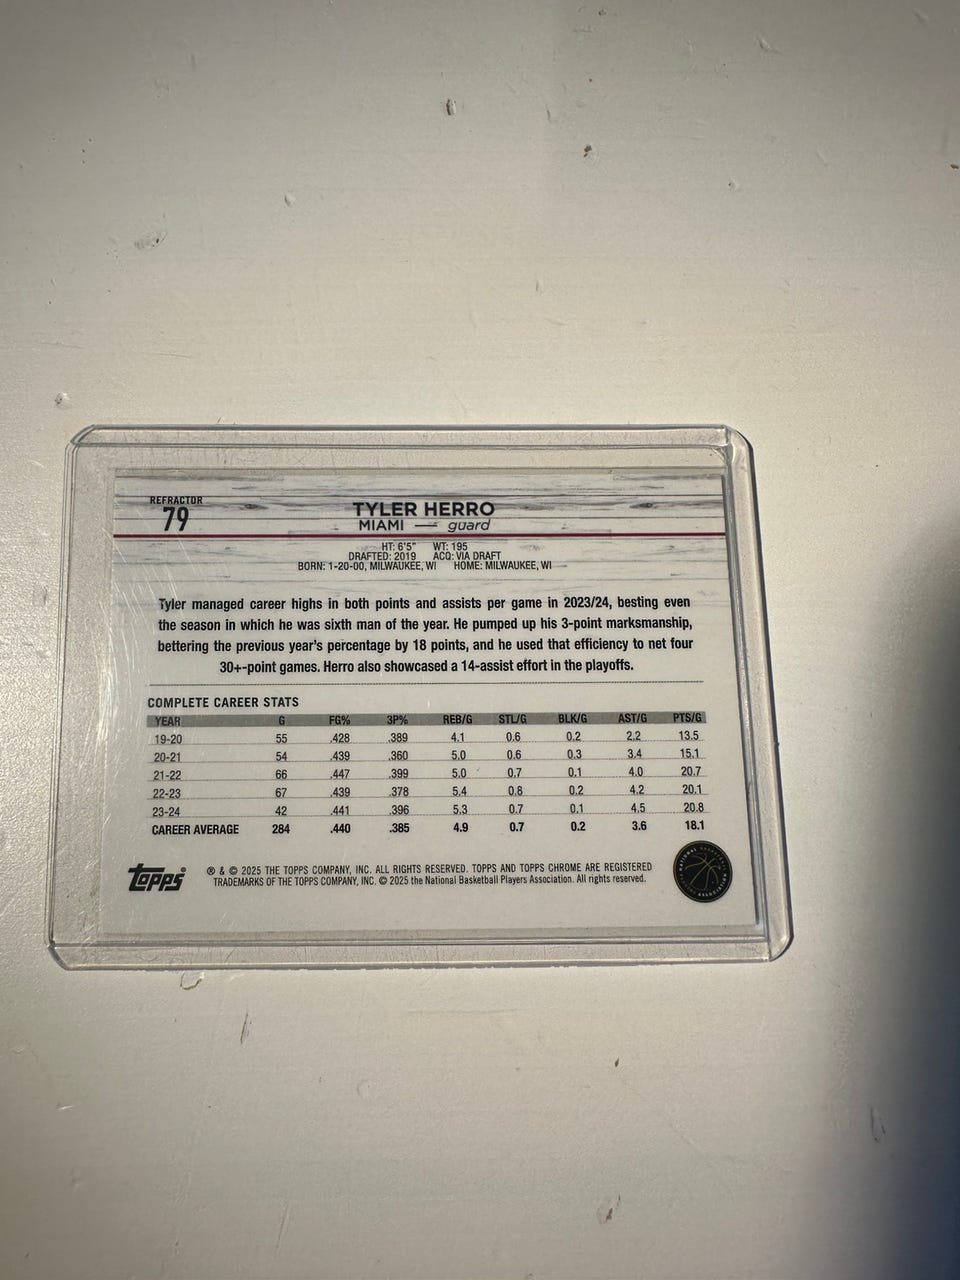 REFRACTOR
79
TYLER HERRO
MIAMI — guard
HT: 6'5" WT: 195
DRAFTED: 2019 ACQ: VIA DRAFT
BORN: 1-20-00, MILWAUKEE, WI HOME: MILWAUKEE, WI
Tyler managed career highs in both points and assists per game in 2023/24, besting even
the season in which he was sixth man of the year. He pumped up his 3-point marksmanship,
bettering the previous year's percentage by 18 points, and he used that efficiency to net four
30+-point games. Herro also showcased a 14-assist effort in the playoffs.
COMPLETE CAREER STATS
YEAR G FG% 3P% REB/G STL/G BLK/G AST/G PTS/G
19-20 55 .428 .389 4.1 0.6 0.2 2.2 13.5
20-21 54 .439 .360 5.0 0.6 0.3 3.4 15.1
21-22 66 .447 .399 5.0 0.7 0.1 4.0 20.7
22-23 67 .439 .378 5.4 0.8 0.2 4.2 20.1
23-24 42 .441 .396 5.3 0.7 0.1 4.5 20.8
CAREER AVERAGE 284 .440 .385 4.9 0.7 0.2 3.6 18.1
Topps
® & © 2025 THE TOPPS COMPANY, INC. ALL RIGHTS RESERVED. TOPPS AND TOPPS CHROME ARE REGISTERED
TRADEMARKS OF THE TOPPS COMPANY, INC. © 2025 the National Basketball Players Association. All rights reserved.
NATIONAL BASKETBALL
ASSOCIATION